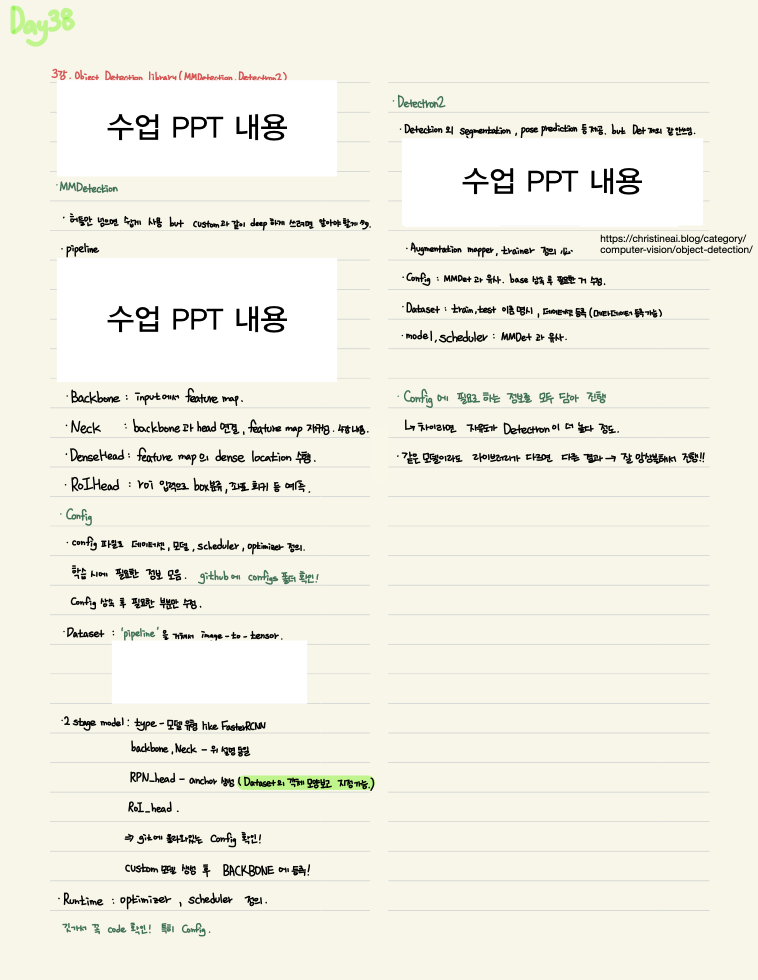 Day38
3강. Object Detection library (MMDetection, Detectron2)
수업 PPT 내용
· MMDetection
· 허들만 넘으면 쉽게 사용 but custom과 같이 deep 하게 쓰려면 알아야 할게 多.
· pipeline
수업 PPT 내용
· Backbone : input에서 feature map.
· Neck : backbone과 head 연결, feature map 재구성.
· DenseHead : feature map의 dense location 수행.
· RoIHead : roi 입력으로 box분류, 좌표 회귀 등 예측.
· Config
· config 파일로 데이터셋, 모델, scheduler, optimizer 정의.
학습 시에 필요한 정보 모음. github에 configs 폴더 확인!
Config 상속 후 필요한 부분만 수정.
· Dataset : 'pipeline'을 거쳐서 image-to-tensor.
· 2 stage model : type - 모델 유형 like FasterRCNN
backbone, Neck - 위 설명 동일
RPN_head - anchor 생성 (Dataset의 객체 모양보고 지정가능.)
RoI_head.
⇒ git에 올라와있는 Config 확인!
custom 모델 생성 후 BACKBONE에 등록!
· Runtime : optimizer, scheduler 정의.
깃가서 꼭 code 확인! 특히 Config.
· Detectron2
· Detection 외 segmentation, pose prediction 등 제공. but Det 제외 잘 안쓰임.
수업 PPT 내용
https://christineai.blog/category/
computer-vision/object-detection/
· Augmentation mapper, trainer 정의 必.
· Config : MMDet과 유사. base 상속 후 필요한 거 수정.
· Dataset : train, test 이름 명시, 데이터셋 등록 (메타데이터 등록가능)
· model, scheduler : MMDet과 유사.
· Config에 필요로 하는 정보를 모두 담아 진행
↳ 차이라면 자유도가 Detectron이 더 높다 정도.
· 같은 모델이라도 라이브러리가 다르면 다른 결과 → 잘 앙상블해서 진행!!